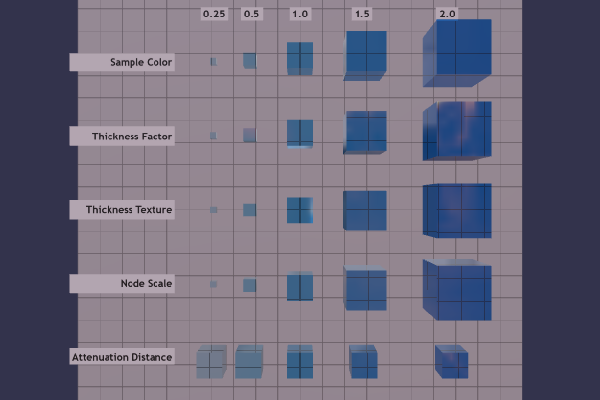 0.25 0.5 1.0 1.5 2.0
Sample Color
Thickness Factor
Thickness Texture
Node Scale
Attenuation Distance